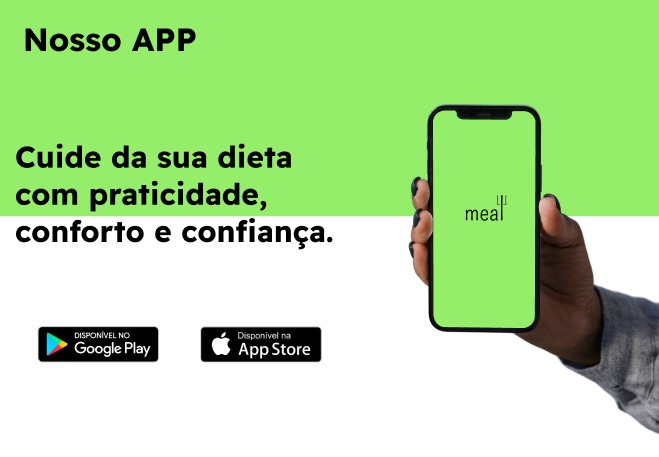 Nosso APP
Cuide da sua dieta
com praticidade,
conforto e confiança.
meal
DISPONÍVEL NO
Google Play
Disponível na
App Store